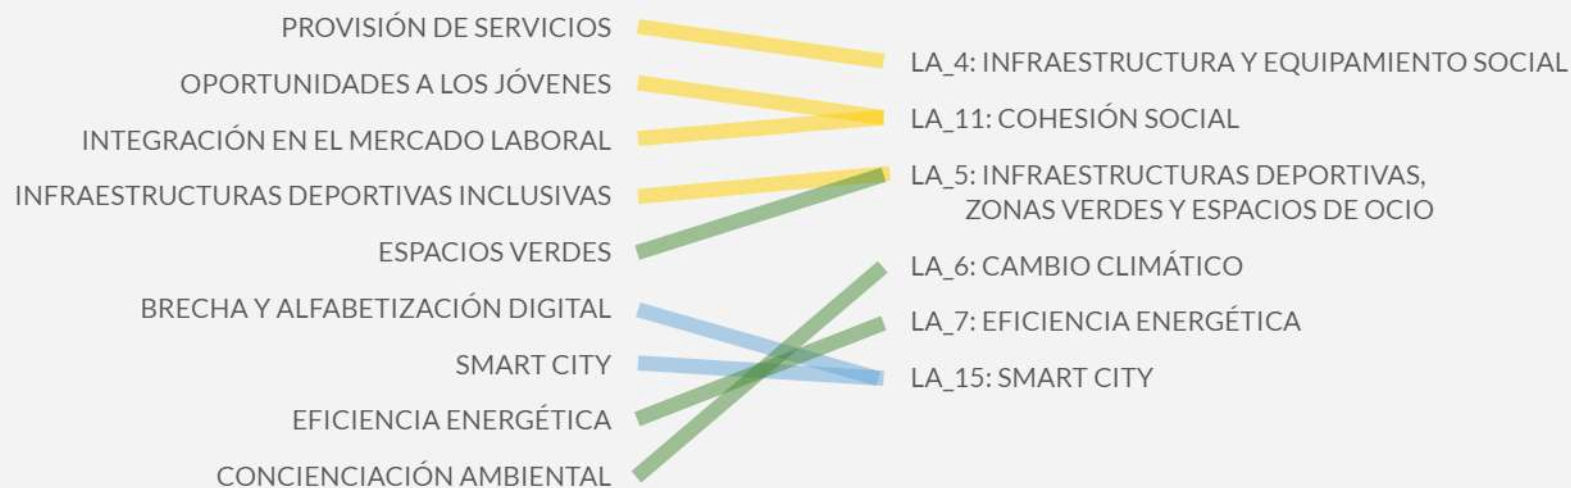 PROVISIÓN DE SERVICIOS
OPORTUNIDADES A LOS JÓVENES
INTEGRACIÓN EN EL MERCADO LABORAL
INFRAESTRUCTURAS DEPORTIVAS INCLUSIVAS
ESPACIOS VERDES
BRECHA Y ALFABETIZACIÓN DIGITAL
SMART CITY
EFICIENCIA ENERGÉTICA
CONCIENCIACIÓN AMBIENTAL
LA_4: INFRAESTRUCTURA Y EQUIPAMIENTO SOCIAL
LA_11: COHESIÓN SOCIAL
LA_5: INFRAESTRUCTURAS DEPORTIVAS,
ZONAS VERDES Y ESPACIOS DE OCIO
LA_6: CAMBIO CLIMÁTICO
LA_7: EFICIENCIA ENERGÉTICA
LA_15: SMART CITY